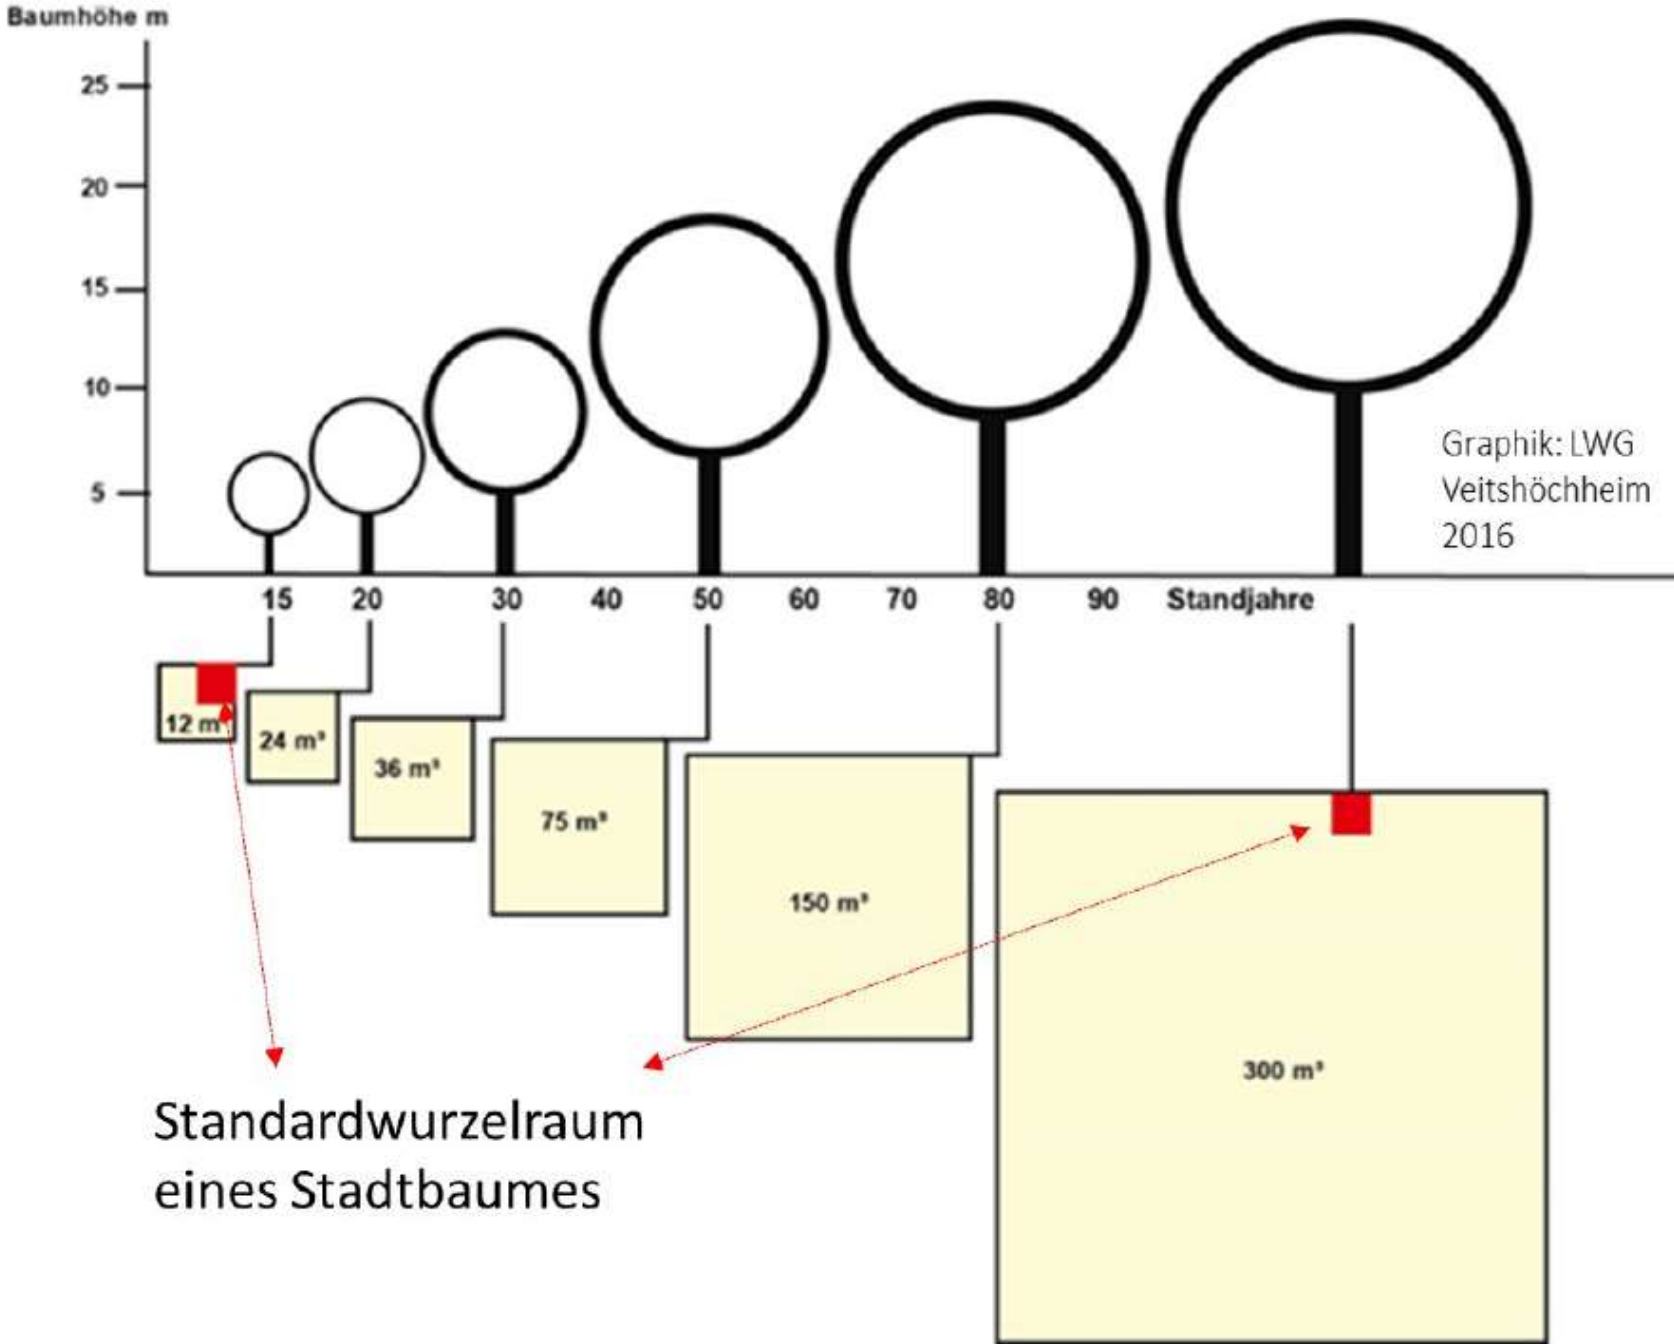 Baumhöhe m
25
20
15
10
5
Graphik: LWG
Veitshöchheim
2016
15 20 30 40 50 60 70 80 90 Standjahre
12 m
24 m³
36 m³
75 m³
150 m³
300 m³
Standardwurzelraum
eines Stadtbaumes